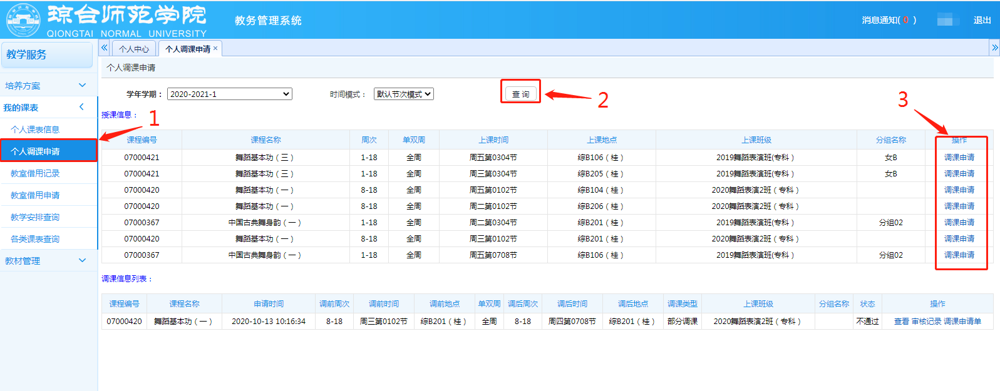 琼台师范学院
QIONGTAI NORMAL UNIVERSITY
教务管理系统
消息通知( 0 )
退出
教学服务
« 个人中心 个人调课申请 × »
个人调课申请
培养方案
我的课表
个人课表信息
个人调课申请
教室借用记录
教室借用申请
教学安排查询
各类课表查询
教材管理
学年学期： 2020-2021-1 时间模式： 默认节次模式 查 询
1
2
3
授课信息：
课程编号 课程名称 周次 单双周 上课时间 上课地点 上课班级 分组名称 操作
07000421 舞蹈基本功（三） 1-18 全周 周五第0304节 综B106（桂） 2019舞蹈表演班(专科） 女B 调课申请
07000421 舞蹈基本功（三） 1-18 全周 周三第0304节 综B205（桂） 2019舞蹈表演班(专科） 女B 调课申请
07000420 舞蹈基本功（一） 8-18 全周 周五第0102节 综B104（桂） 2020舞蹈表演2班（专科） 调课申请
07000420 舞蹈基本功（一） 8-18 全周 周二第0102节 综B206（桂） 2020舞蹈表演2班（专科） 调课申请
07000367 中国古典舞身韵（一） 1-18 全周 周二第0304节 综B201（桂） 2019舞蹈表演班(专科） 分组02 调课申请
07000420 舞蹈基本功（一） 8-18 全周 周三第0102节 综B201（桂） 2020舞蹈表演2班（专科） 调课申请
07000367 中国古典舞身韵（一） 1-18 全周 周五第0708节 综B106（桂） 2019舞蹈表演班(专科） 分组02 调课申请
调课信息列表：
课程编号 课程名称 申请时间 调前周次 调前时间 调前地点 单双周 调后周次 调后时间 调后地点 调课类型 上课班级 分组名称 状态 操作
07000420 舞蹈基本功（一） 2020-10-13 10:16:34 8-18 周三第0102节 综B201（桂） 全周 8-18 周四第0708节 综B201（桂） 部分调课 2020舞蹈表演2班（专科） 不通过 查看 审核记录 调课申请单